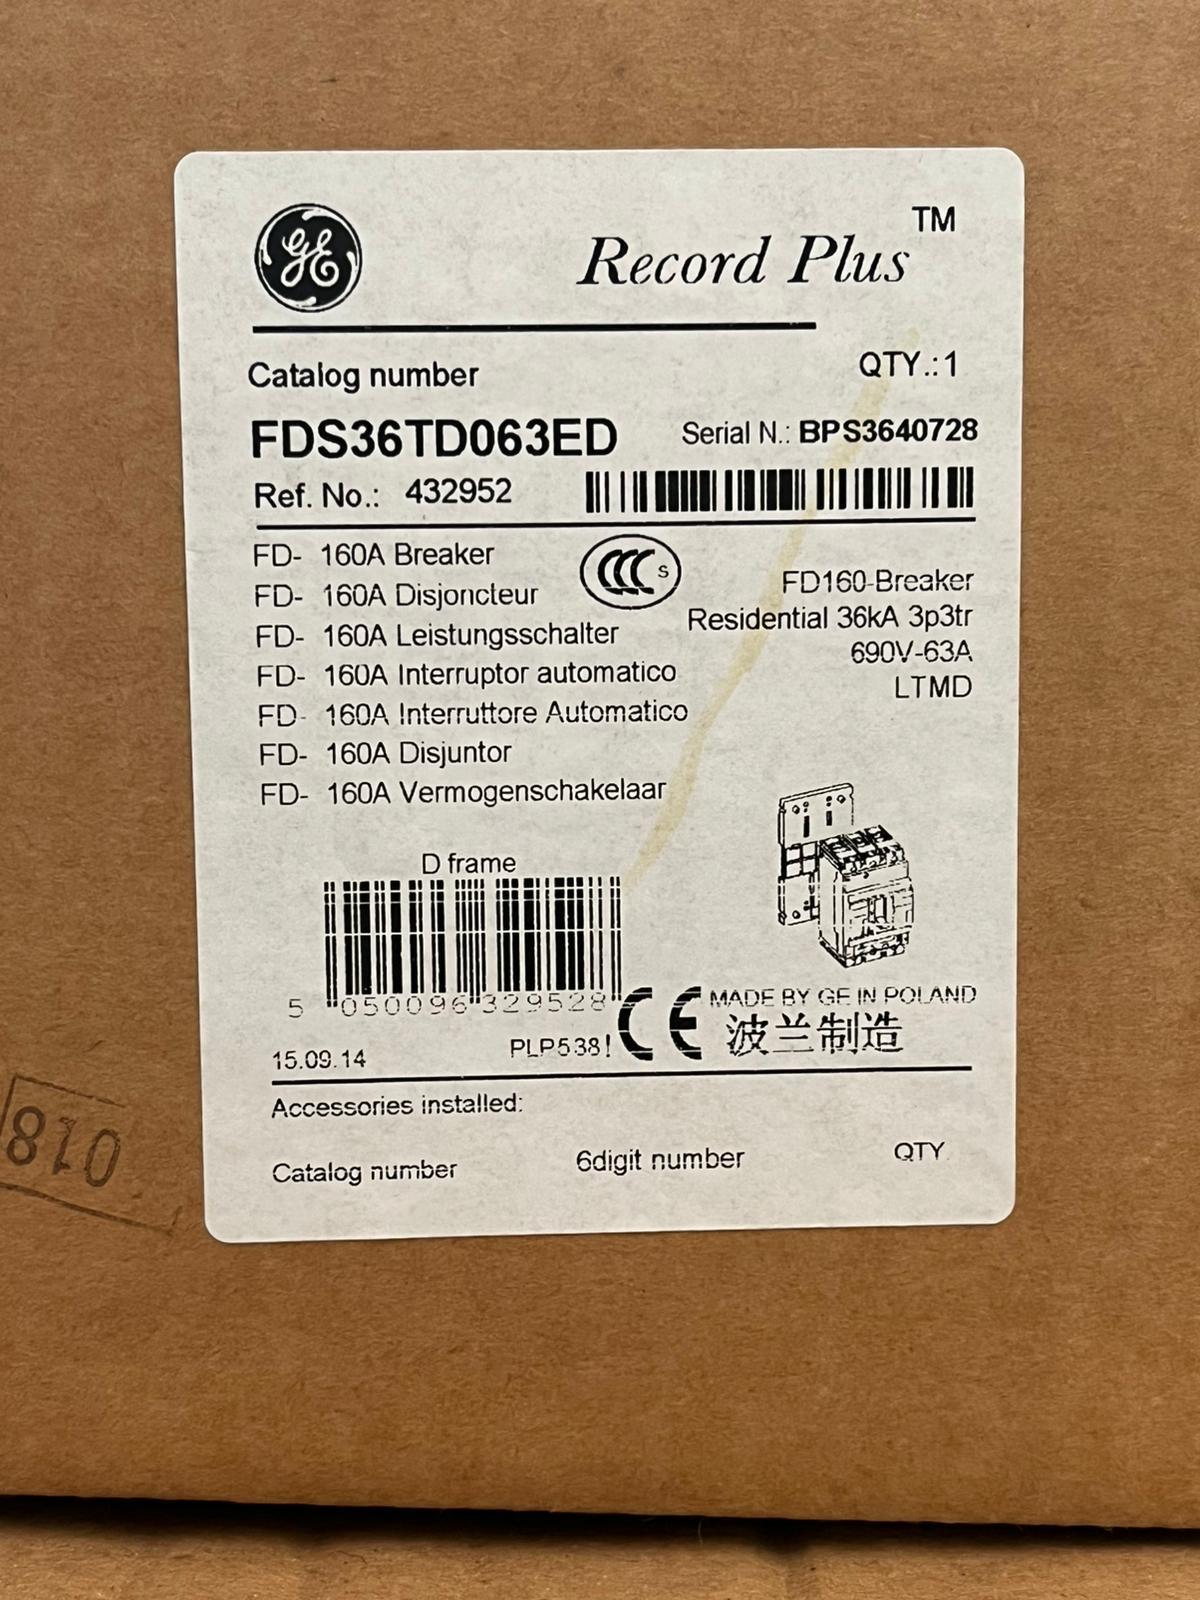 GE
Record Plus™
Catalog number
QTY.:1
FDS36TD063ED
Serial N.: BPS3640728
Ref. No.: 432952
FD- 160A Breaker
FD- 160A Disjoncteur
FD- 160A Leistungsschalter
FD- 160A Interruptor automatico
FD- 160A Interruttore Automatico
FD- 160A Disjuntor
FD- 160A Vermogenschakelaar
CCC S
FD160-Breaker
Residential 36kA 3p3tr
690V-63A
LTMD
D frame
5 050096 329528
CE
MADE BY GE IN POLAND
波兰制造
15.09.14
PLP538!
Accessories installed:
Catalog number
6digit number
QTY
018